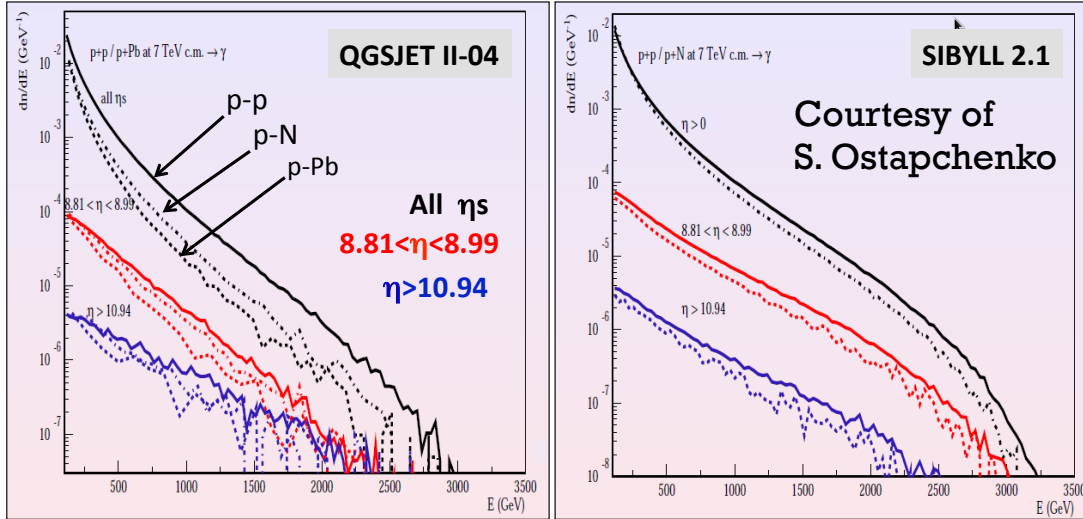 dn/dE (GeV⁻¹)
10⁻²
10⁻³
10⁻⁴
10⁻⁵
10⁻⁶
10⁻⁷
p+p / p+Pb at 7 TeV c.m. → γ
QGSJET II-04
all ηs
p-p
p-N
p-Pb
8.81 < η < 8.99
All ηs
8.81<η<8.99
η>10.94
η > 10.94
500
1000
1500
2000
2500
3000
3500
E (GeV)
dn/dE (GeV⁻¹)
10⁻²
10⁻³
10⁻⁴
10⁻⁵
10⁻⁶
10⁻⁷
10⁻⁸
p+p / p+N at 7 TeV c.m. → γ
SIBYLL 2.1
η > 0
Courtesy of
S. Ostapchenko
8.81 < η < 8.99
η > 10.94
500
1000
1500
2000
2500
3000
3500
E (GeV)